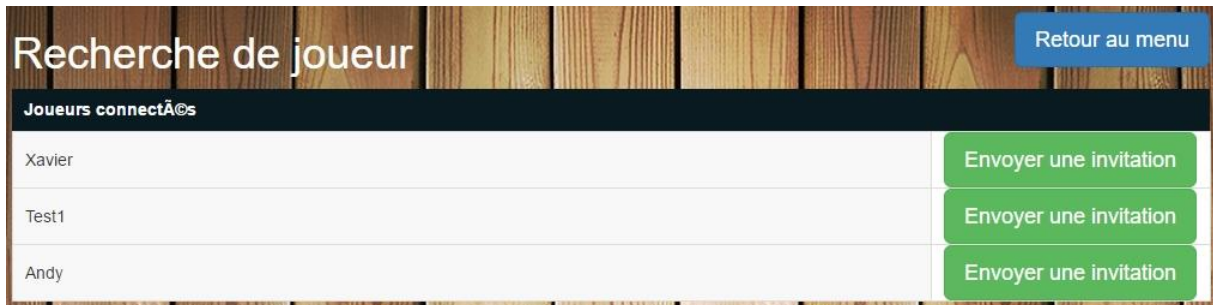 Recherche de joueur
Retour au menu
Joueurs connectÃ©s
Xavier
Envoyer une invitation
Test1
Envoyer une invitation
Andy
Envoyer une invitation